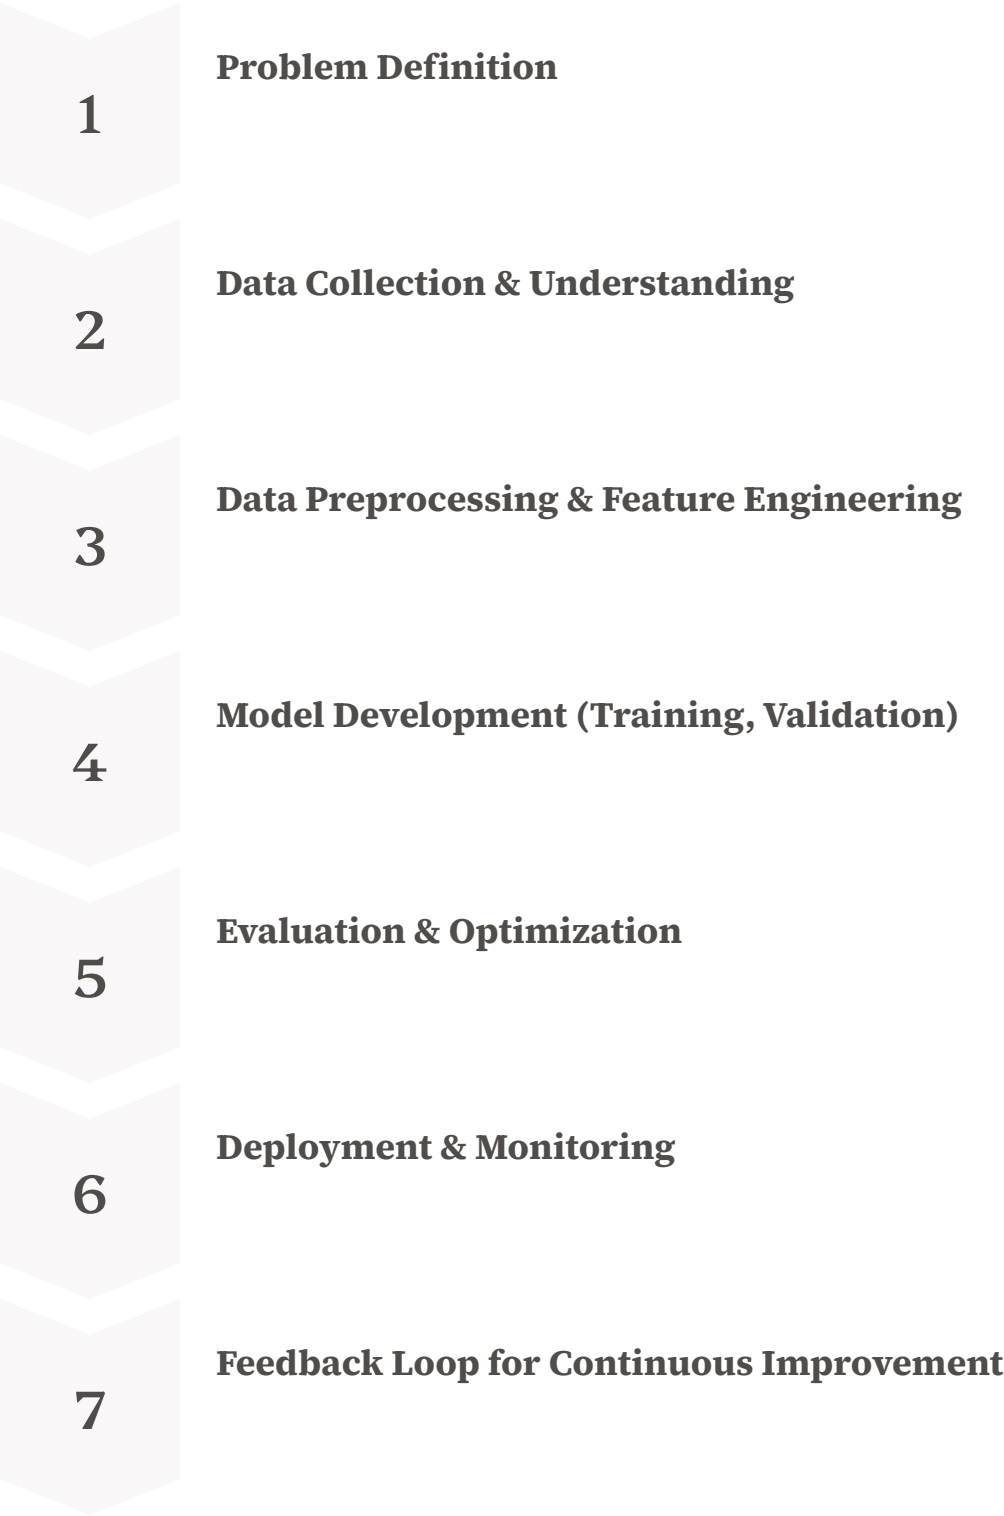 1
Problem Definition
2
Data Collection & Understanding
3
Data Preprocessing & Feature Engineering
4
Model Development (Training, Validation)
5
Evaluation & Optimization
6
Deployment & Monitoring
7
Feedback Loop for Continuous Improvement